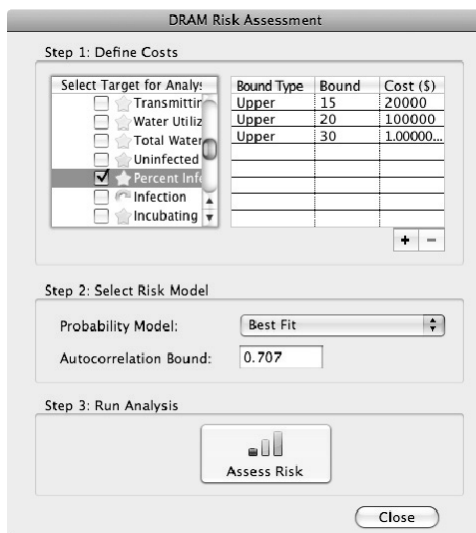 DRAM Risk Assessment
Step 1: Define Costs
Select Target for Analys
Transmittin
Water Utiliz
Total Water
Uninfected
Percent Infe
Infection
Incubating
Bound Type Bound Cost ($)
Upper 15 20000
Upper 20 100000
Upper 30 1.00000...
+ −
Step 2: Select Risk Model
Probability Model: Best Fit
Autocorrelation Bound: 0.707
Step 3: Run Analysis
Assess Risk
Close